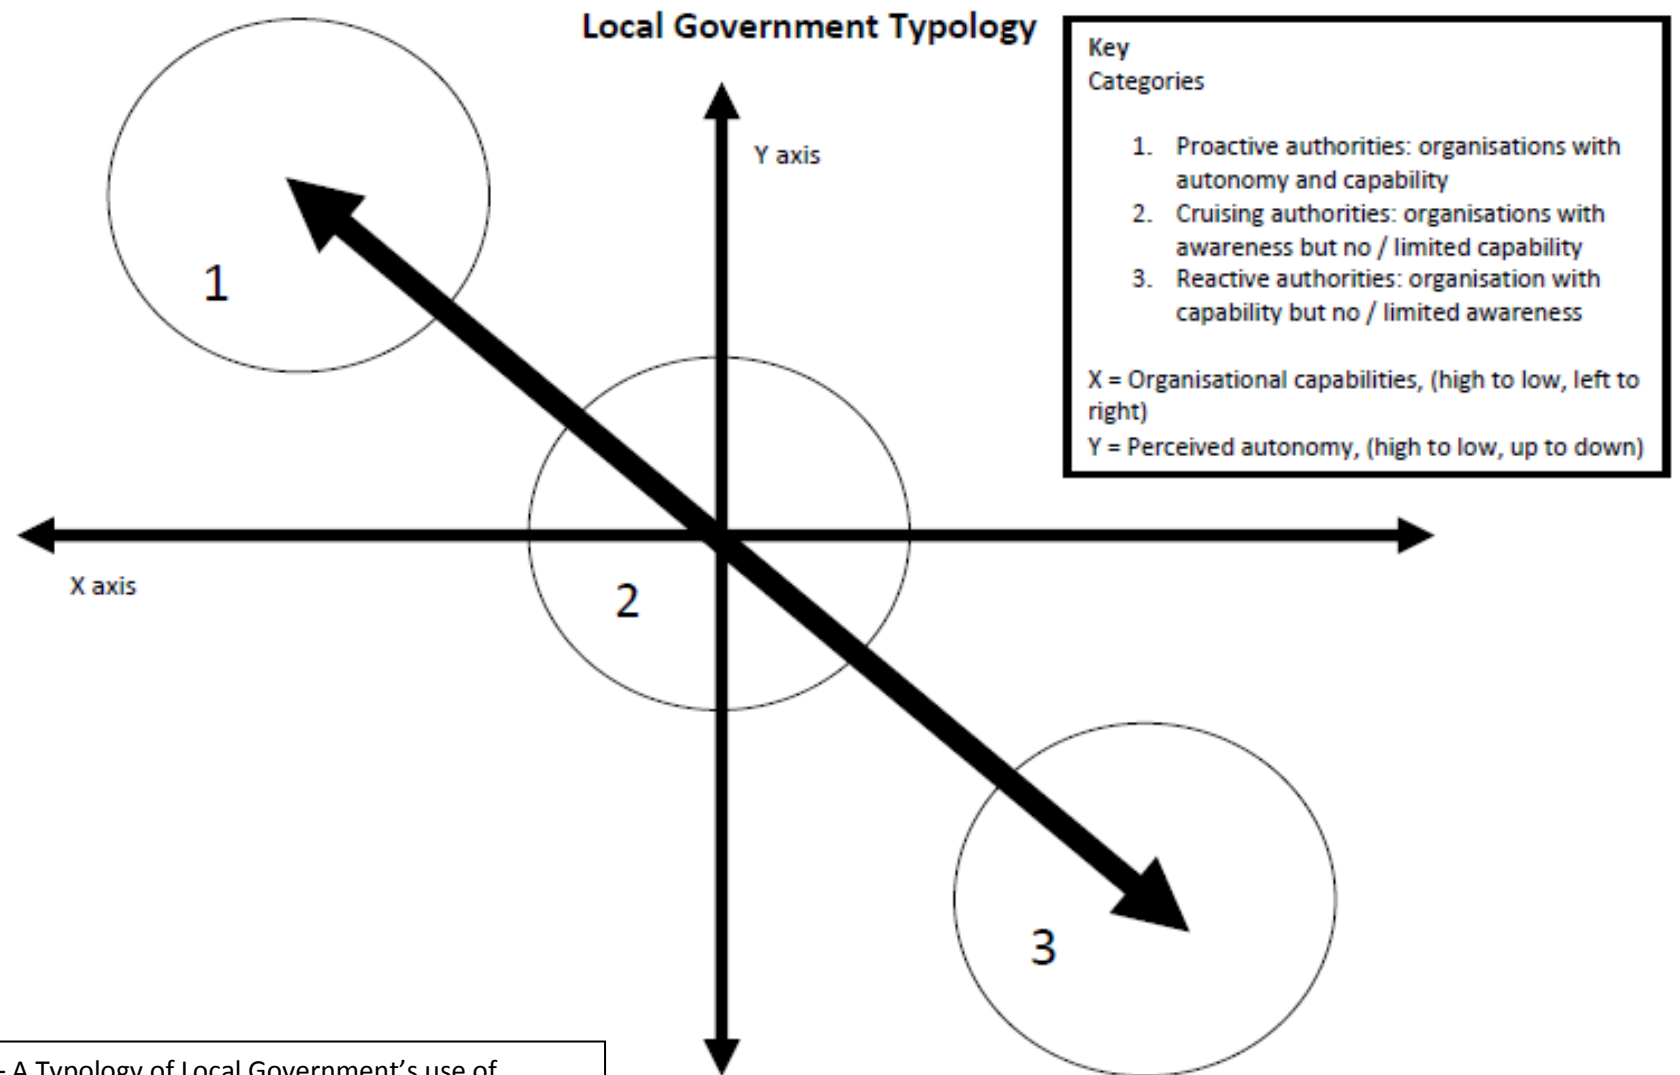 Local Government Typology
Key
Categories
1. Proactive authorities: organisations with
autonomy and capability
2. Cruising authorities: organisations with
awareness but no / limited capability
3. Reactive authorities: organisation with
capability but no / limited awareness
X = Organisational capabilities, (high to low, left to
right)
Y = Perceived autonomy, (high to low, up to down)
Y axis
1
X axis
2
3
- A Typology of Local Government's use of